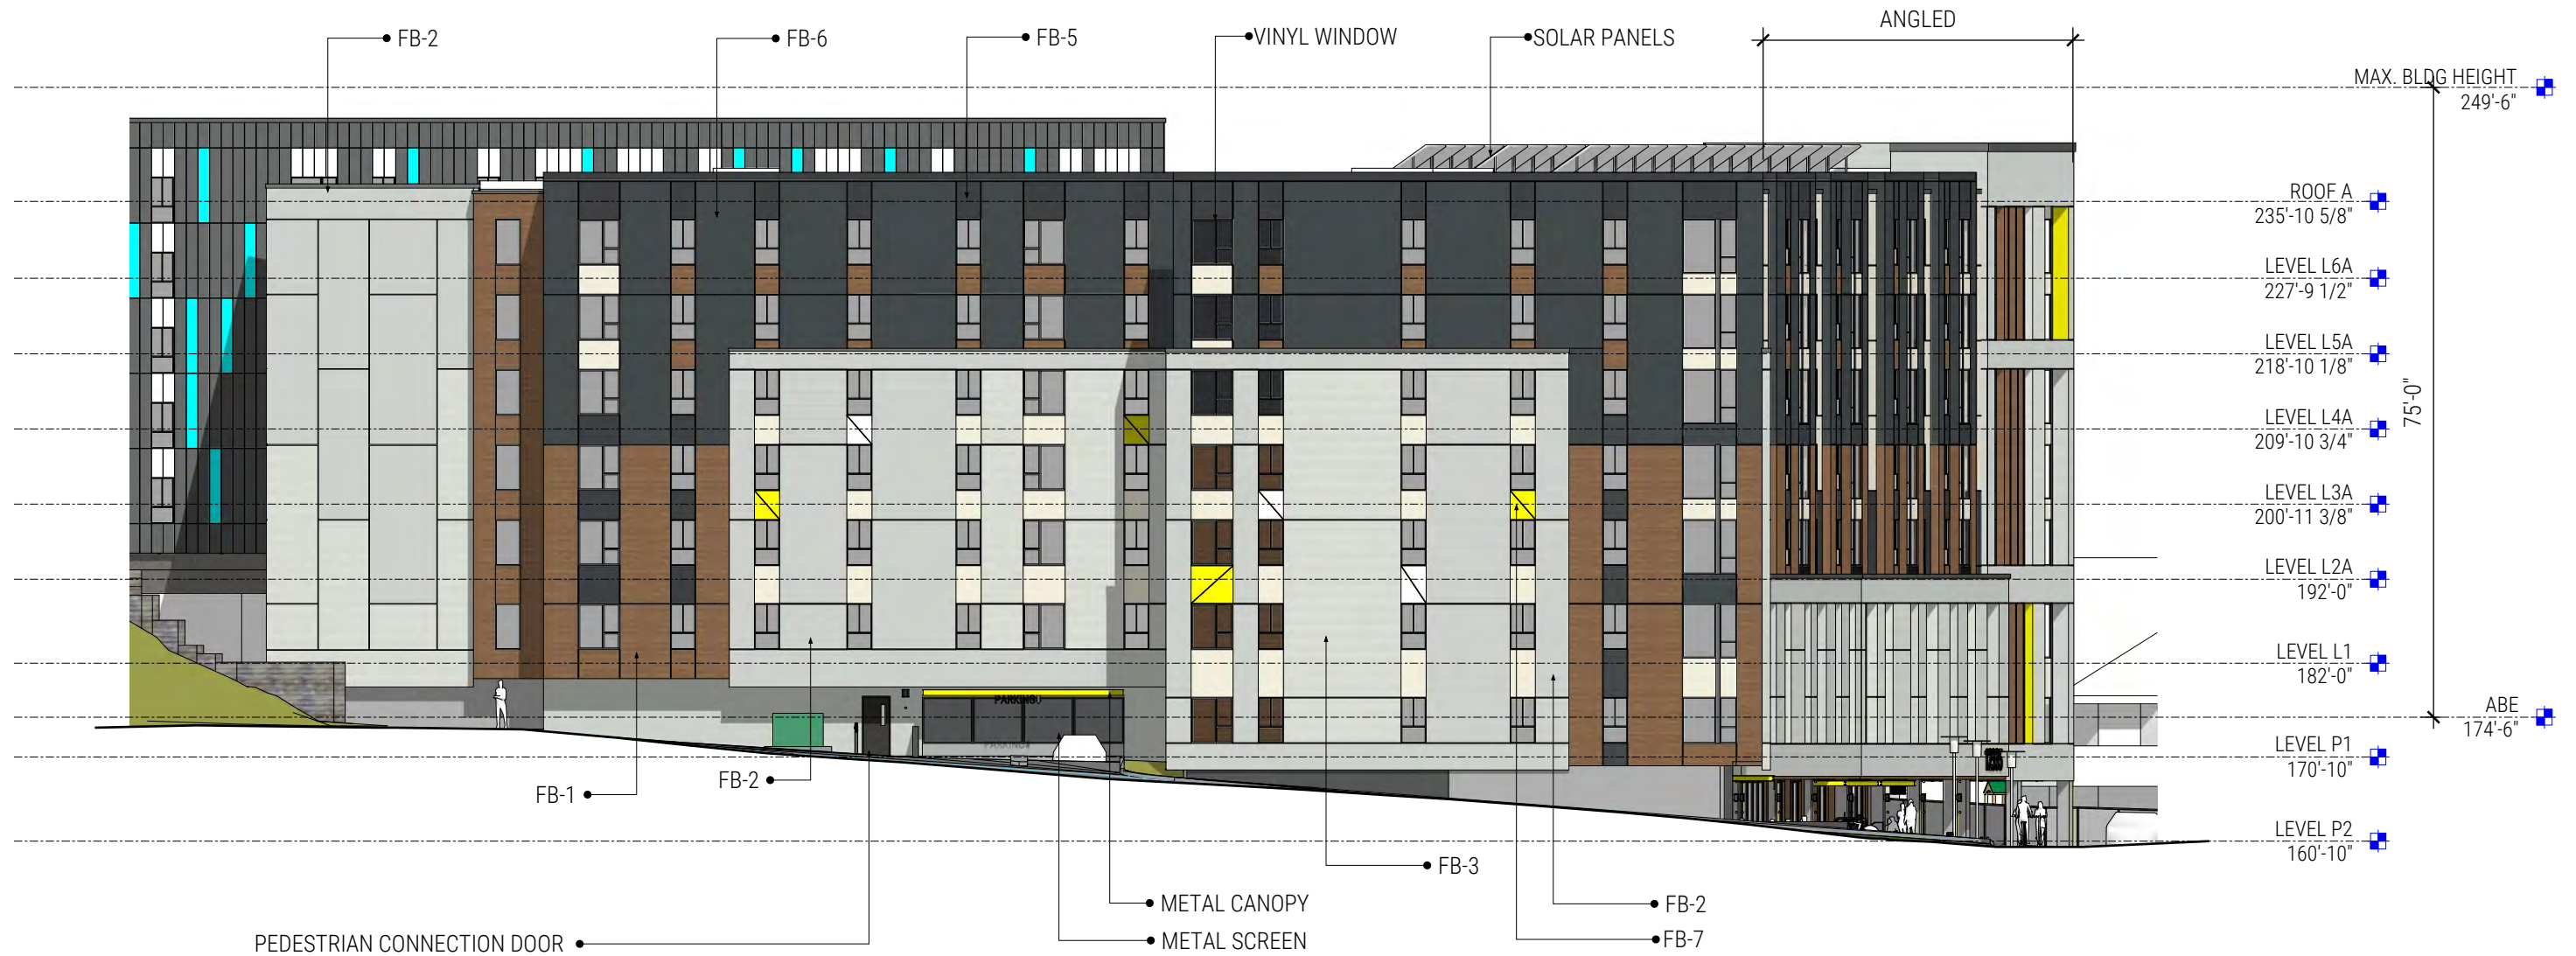 ANGLED
FB-2
FB-6
FB-5
VINYL WINDOW
SOLAR PANELS
MAX. BLDG HEIGHT
249'-6"
ROOF A
235'-10 5/8"
LEVEL L6A
227'-9 1/2"
LEVEL L5A
218'-10 1/8"
75'-0"
LEVEL L4A
209'-10 3/4"
LEVEL L3A
200'-11 3/8"
LEVEL L2A
192'-0"
LEVEL L1
182'-0"
ABE
174'-6"
LEVEL P1
170'-10"
LEVEL P2
160'-10"
FB-1
FB-2
FB-3
METAL CANOPY
FB-2
PEDESTRIAN CONNECTION DOOR
METAL SCREEN
FB-7